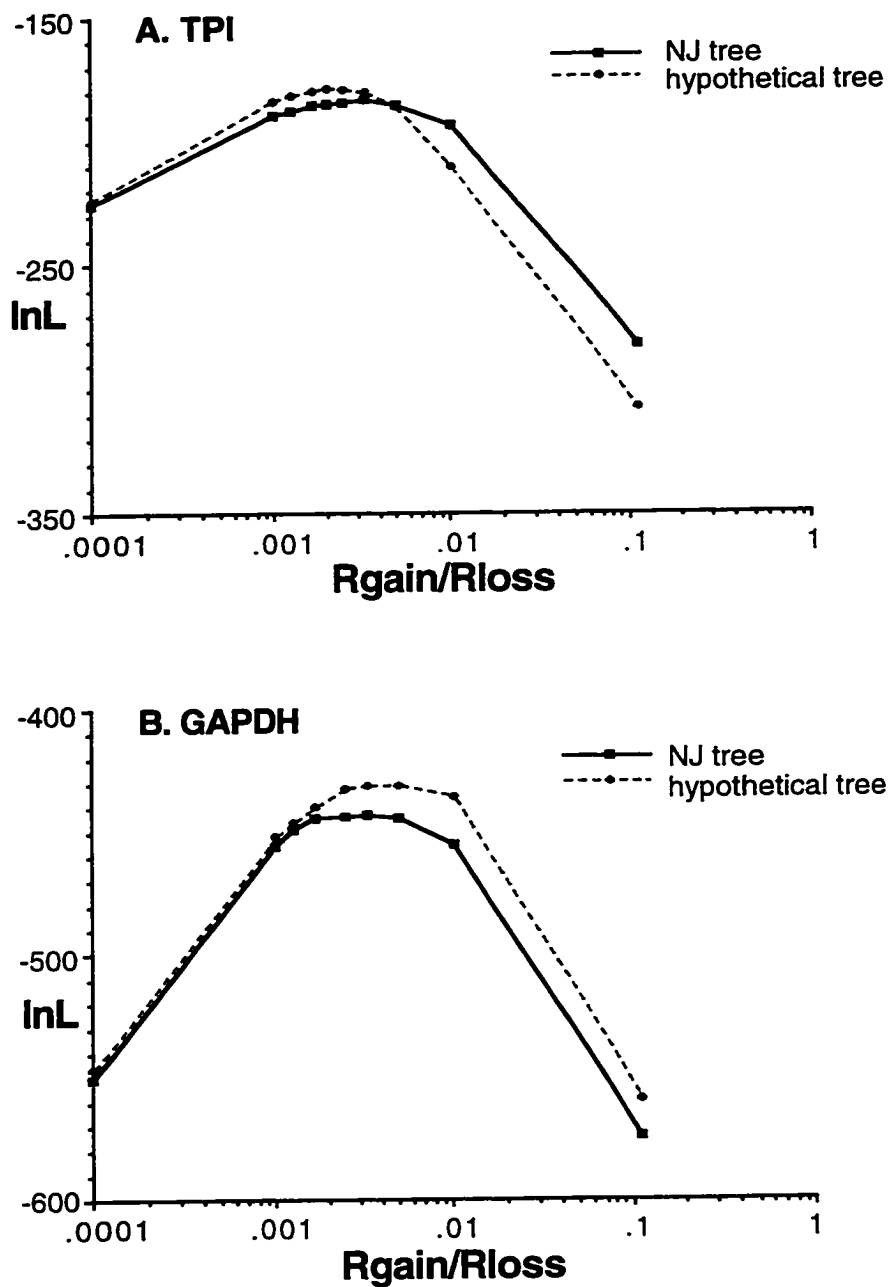 -150
A. TPI
NJ tree
hypothetical tree
-250
lnL
-350
.0001
.001
.01
.1
1
Rgain/Rloss
-400
B. GAPDH
NJ tree
hypothetical tree
-500
lnL
-600
.0001
.001
.01
.1
1
Rgain/Rloss